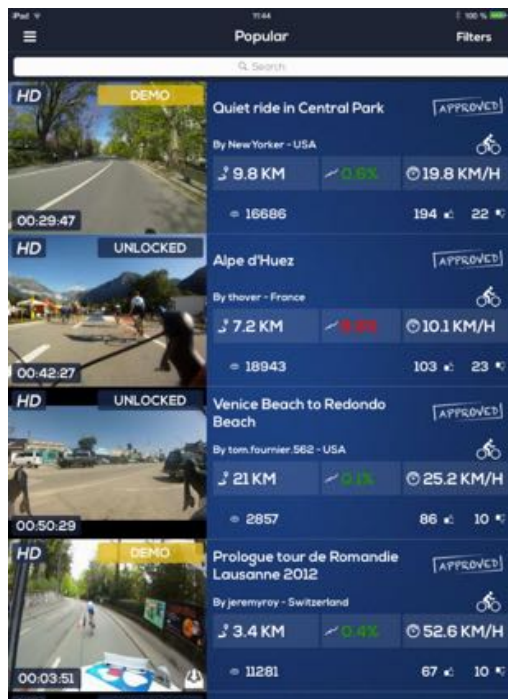 iPad
11:44
100 %
Popular
Filters
Search
HD
DEMO
00:29:47
Quiet ride in Central Park
APPROVED
By NewYorker - USA
9.8 KM
0.6%
19.8 KM/H
16686
194
22
HD
UNLOCKED
00:42:27
Alpe d'Huez
APPROVED
By thover - France
7.2 KM
10.1 KM/H
18943
103
23
HD
UNLOCKED
00:50:29
Venice Beach to Redondo
Beach
APPROVED
By tom.fournier.562 - USA
21 KM
0.1%
25.2 KM/H
2857
86
10
HD
DEMO
00:03:51
Prologue tour de Romandie
Lausanne 2012
APPROVED
By jeremyroy - Switzerland
3.4 KM
0.4%
52.6 KM/H
11281
67
10